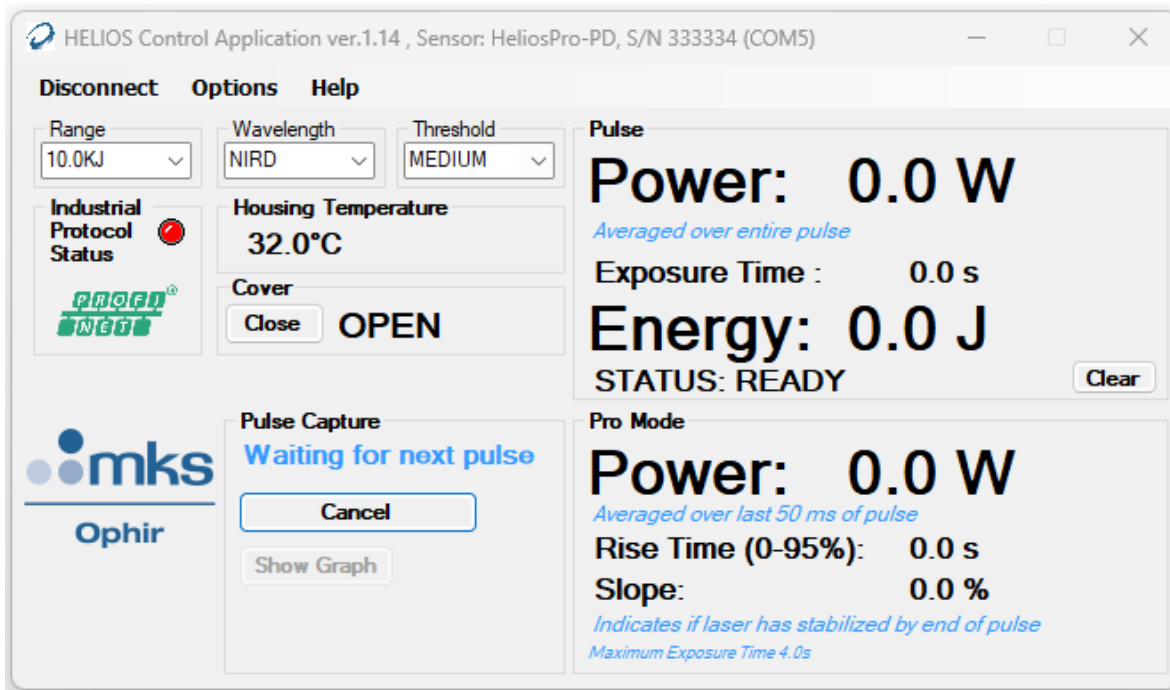 HELIOS Control Application ver.1.14 , Sensor: HeliosPro-PD, S/N 333334 (COM5)
Disconnect Options Help
Range
10.0KJ
Wavelength
NIRD
Threshold
MEDIUM
Industrial
Protocol
Status
PROFI
NET
®
Housing Temperature
32.0°C
Cover
Close OPEN
Pulse
Power: 0.0 W
Averaged over entire pulse
Exposure Time : 0.0 s
Energy: 0.0 J
STATUS: READY
Clear
mks
Ophir
Pulse Capture
Waiting for next pulse
Cancel
Show Graph
Pro Mode
Power: 0.0 W
Averaged over last 50 ms of pulse
Rise Time (0-95%): 0.0 s
Slope: 0.0 %
Indicates if laser has stabilized by end of pulse
Maximum Exposure Time 4.0s